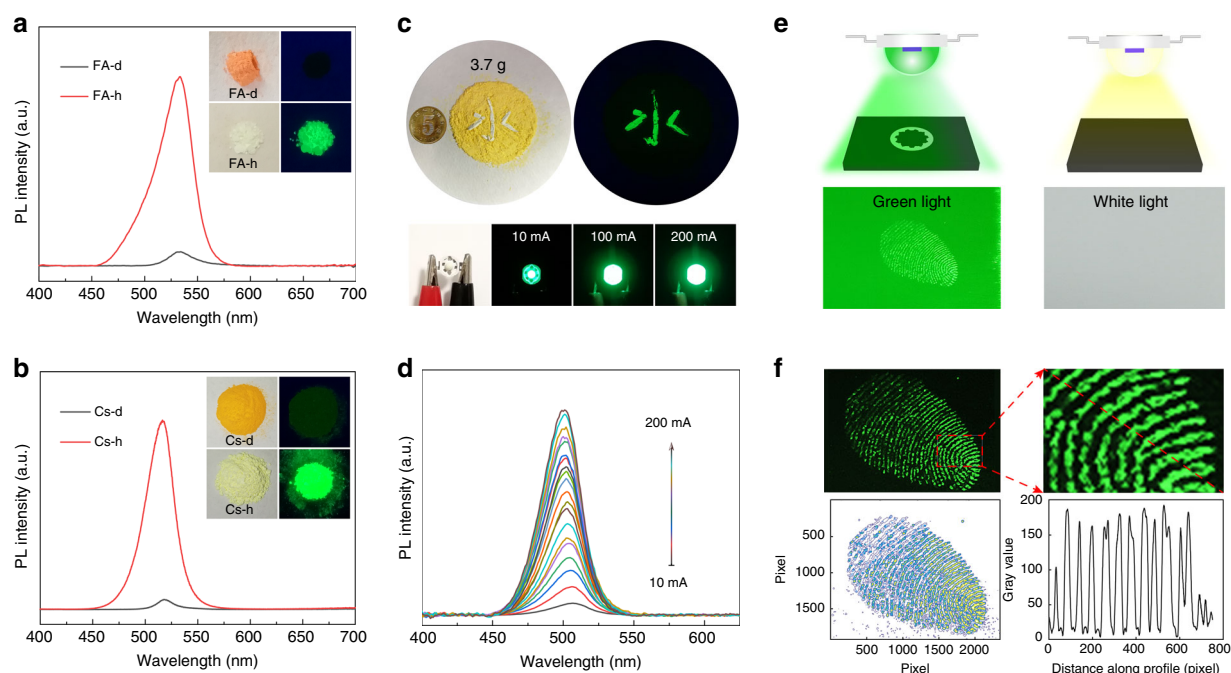 a
PL intensity (a.u.)
FA-d
FA-h
FA-d
FA-h
400 450 500 550 600 650 700
Wavelength (nm)
b
PL intensity (a.u.)
Cs-d
Cs-h
Cs-d
Cs-h
400 450 500 550 600 650 700
Wavelength (nm)
c
3.7 g
5
水
水
10 mA
100 mA
200 mA
d
PL intensity (a.u.)
200 mA
10 mA
400 450 500 550 600
Wavelength (nm)
e
Green light
White light
f
Pixel
500
1000
1500
500 1000 1500 2000
Pixel
Gray value
200
150
100
50
0
0 200 400 600 800
Distance along profile (pixel)